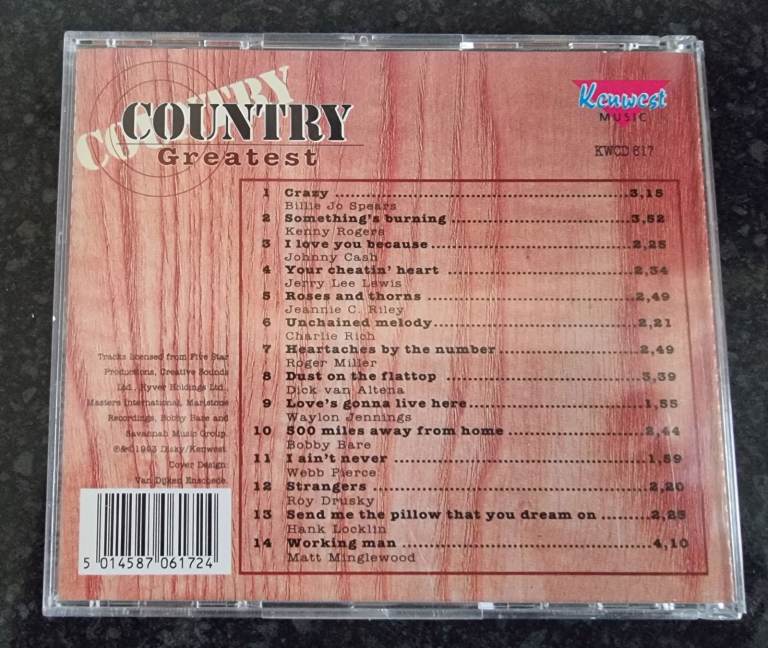 COUNTRY
COUNTRY
Greatest
Kenwest
MUSIC
KWCD 617
1 Crazy ........ 3,15
Billie Jo Spears
2 Something's burning ........ 3,52
Kenny Rogers
3 I love you because ........ 2,25
Johnny Cash
4 Your cheatin' heart ........ 2,34
Jerry Lee Lewis
5 Roses and thorns ........ 2,49
Jeannie C. Riley
6 Unchained melody ........ 2,21
Charlie Rich
7 Heartaches by the number ........ 2,49
Roger Miller
8 Dust on the flattop ........ 3,39
Dick van Altena
9 Love's gonna live here ........ 1,55
Waylon Jennings
10 500 miles away from home ........ 2,44
Bobby Bare
11 I ain't never ........ 1,59
Webb Pierce
12 Strangers ........ 2,20
Roy Drusky
13 Send me the pillow that you dream on ........ 2,25
Hank Locklin
14 Working man ........ 4,10
Matt Minglewood
Tracks licensed from Five Star
Productions, Creative Sounds
Ltd., Ryver Holdings Ltd.,
Masters International, Maristone
Recordings, Bobby Bare and
Savannah Music Group.
℗&©1993 Disky/Kenwest
Cover Design:
Van Dijken Enschede
5 014587 061724